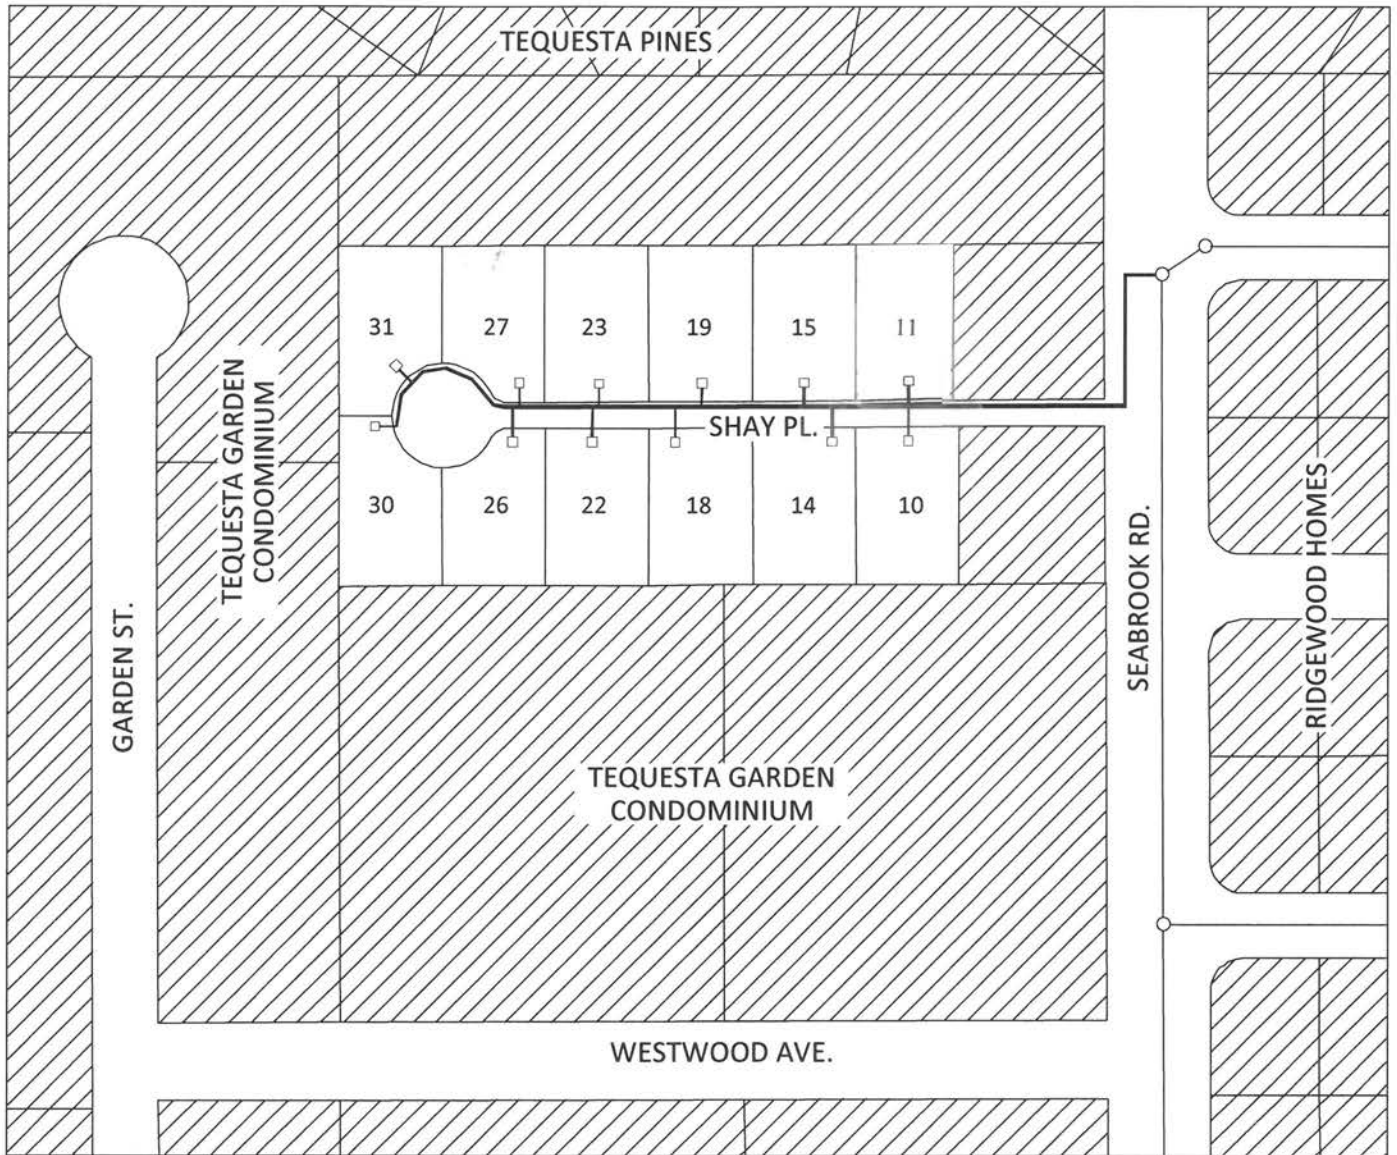 TEQUESTA PINES
31
27
23
19
15
11
SHAY PL.
30
26
22
18
14
10
TEQUESTA GARDEN
CONDOMINIUM
GARDEN ST.
SEABROOK RD.
RIDGEWOOD HOMES
TEQUESTA GARDEN
CONDOMINIUM
WESTWOOD AVE.